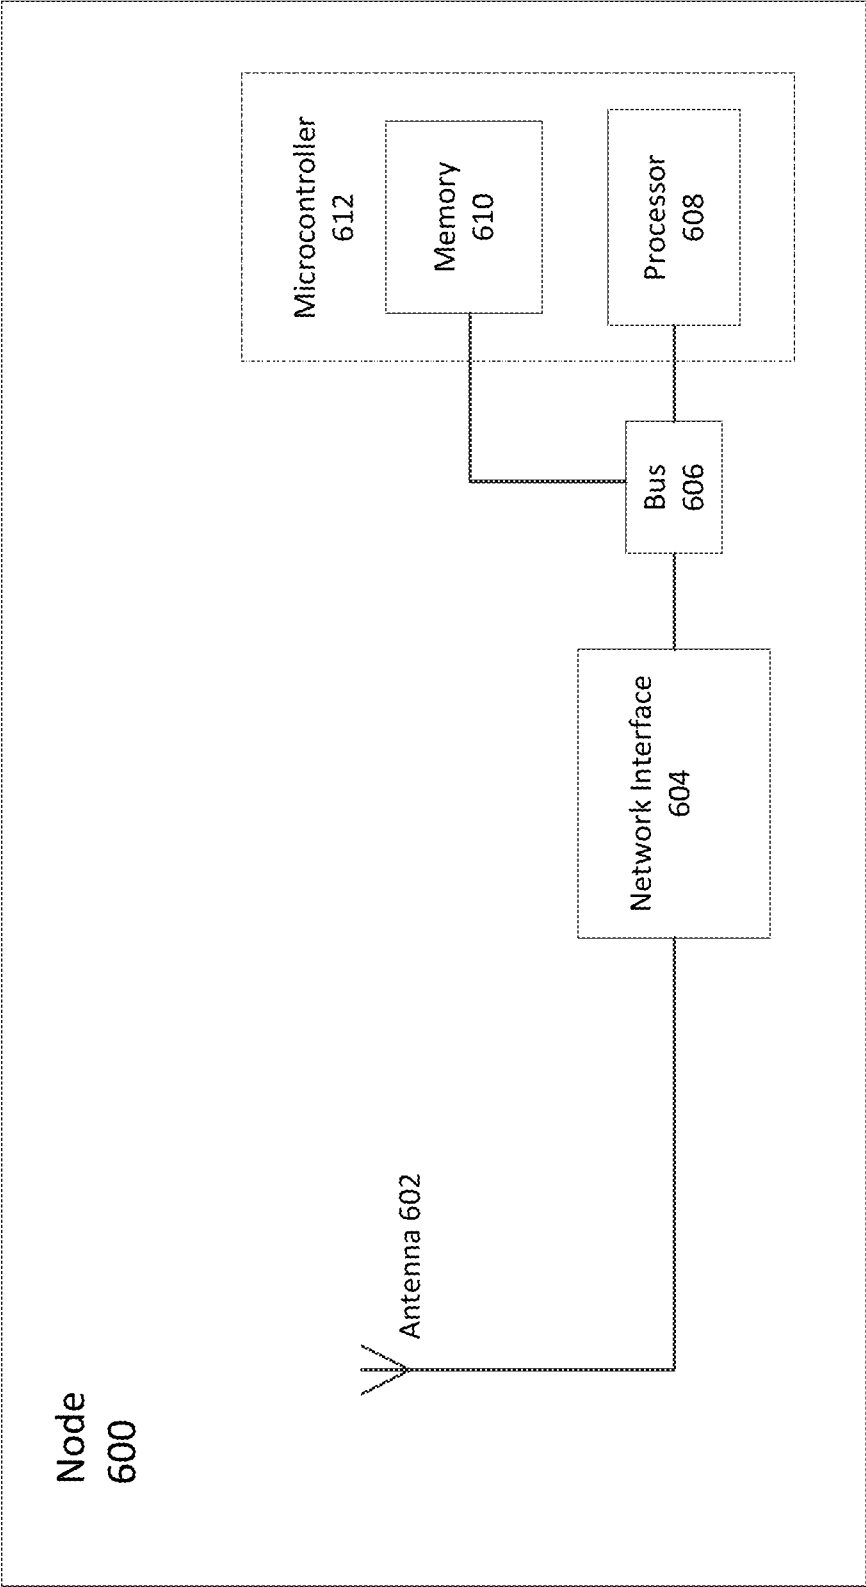 Node
600
Antenna 602
Network Interface
604
Bus
606
Microcontroller
612
Memory
610
Processor
608